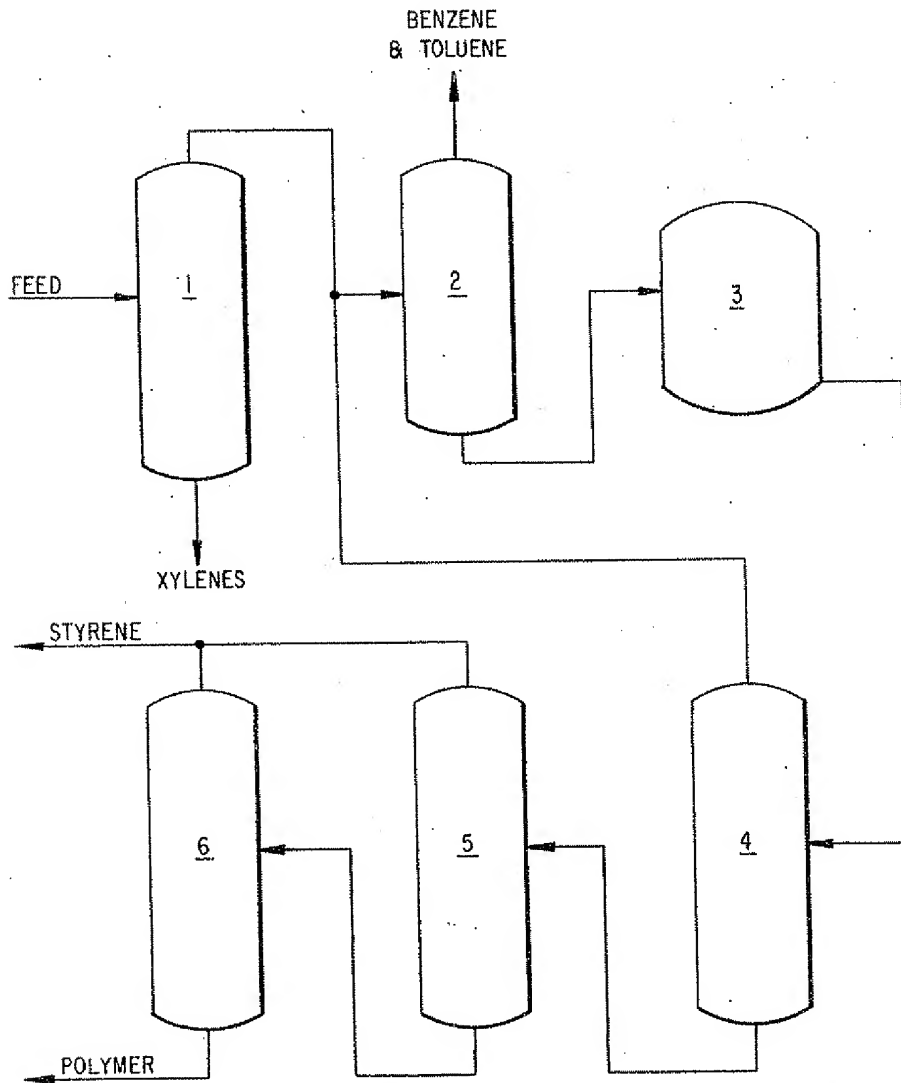 BENZENE
& TOLUENE
FEED
1
2
3
XYLENES
STYRENE
6
5
4
POLYMER